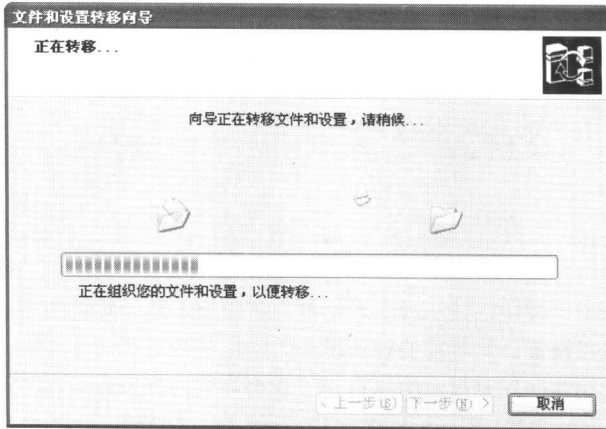 文件和设置转移向导
正在转移...
向导正在转移文件和设置，请稍候...
正在组织您的文件和设置，以便转移...
< 上一步(B) 下一步(N) > 取消